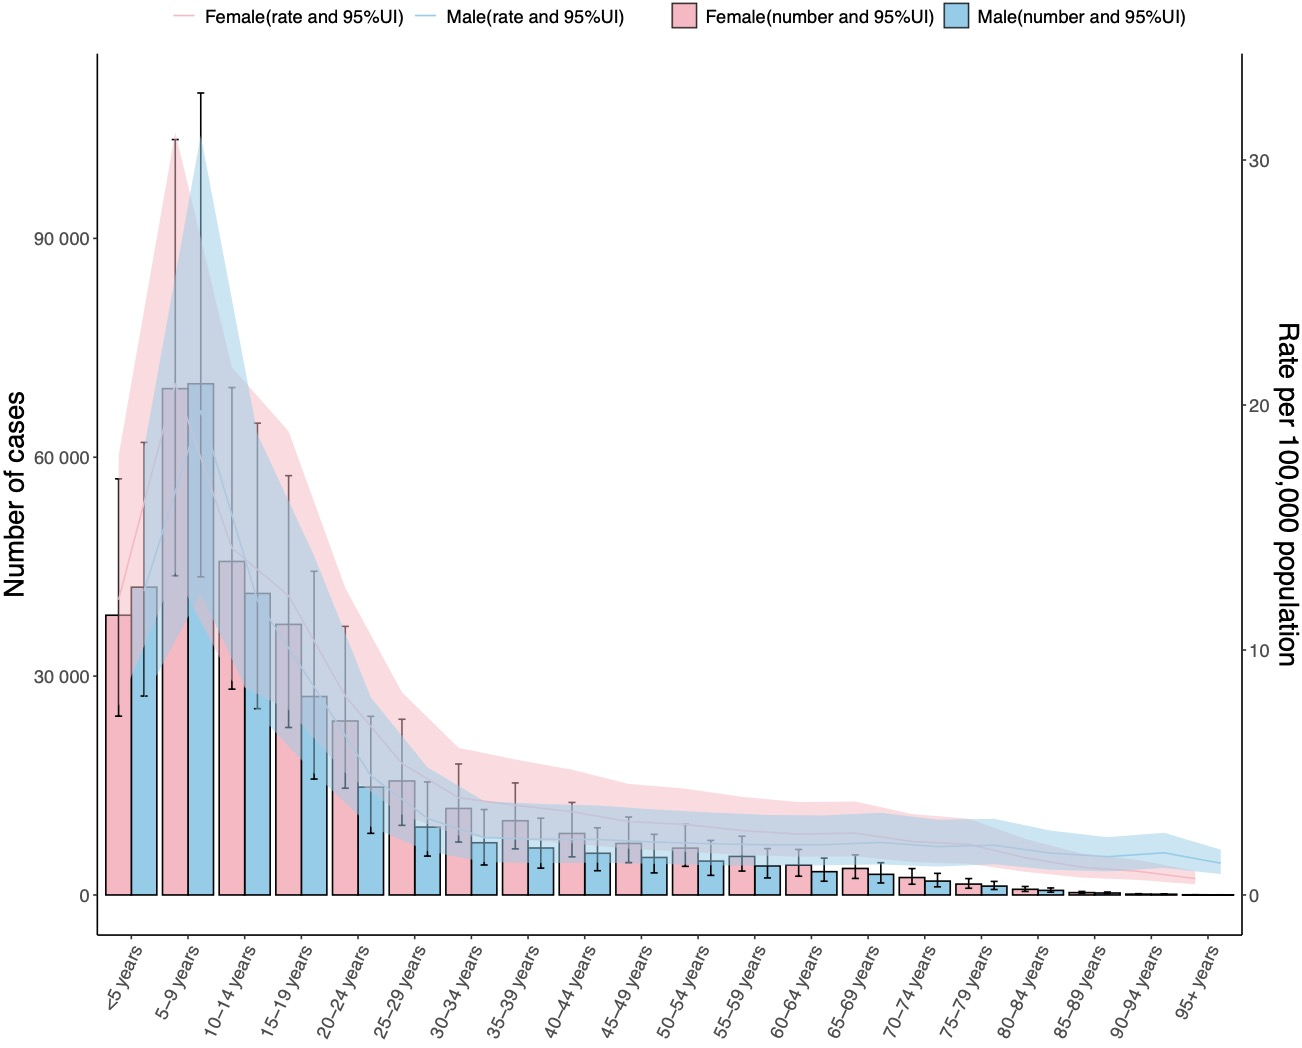 Female(rate and 95%UI) Male(rate and 95%UI) Female(number and 95%UI) Male(number and 95%UI)
Number of cases
90 000
60 000
30 000
0
30
20
10
0
Rate per 100,000 population
<5 years
5–9 years
10–14 years
15–19 years
20–24 years
25–29 years
30–34 years
35–39 years
40–44 years
45–49 years
50–54 years
55–59 years
60–64 years
65–69 years
70–74 years
75–79 years
80–84 years
85–89 years
90–94 years
95+ years